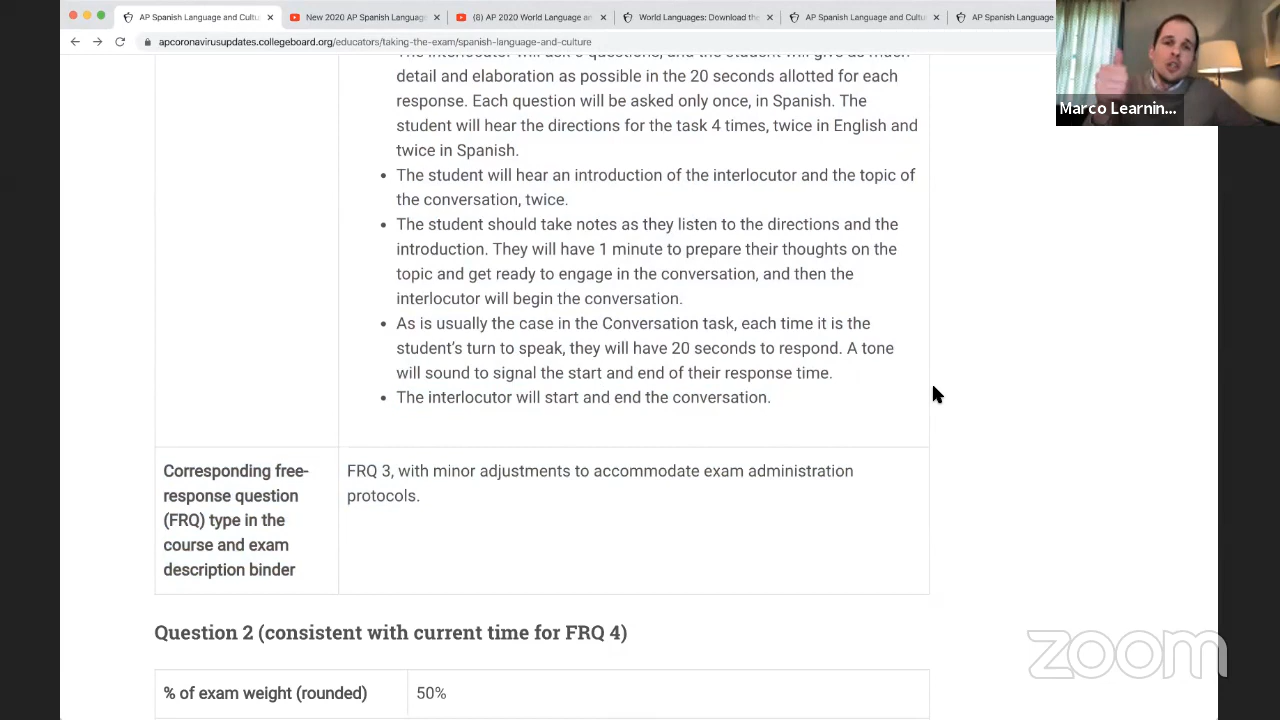 AP Spanish Language and Cultu
New 2020 AP Spanish Languag
(8) AP 2020 World Language an
World Languages: Download the
AP Spanish Language and Cultu
AP Spanish Language
apcoronavirusupdates.collegeboard.org/educators/taking-the-exam/spanish-language-and-culture
Marco Learnin...
detail and elaboration as possible in the 20 seconds allotted for each
response. Each question will be asked only once, in Spanish. The
student will hear the directions for the task 4 times, twice in English and
twice in Spanish.
• The student will hear an introduction of the interlocutor and the topic of
the conversation, twice.
• The student should take notes as they listen to the directions and the
introduction. They will have 1 minute to prepare their thoughts on the
topic and get ready to engage in the conversation, and then the
interlocutor will begin the conversation.
• As is usually the case in the Conversation task, each time it is the
student's turn to speak, they will have 20 seconds to respond. A tone
will sound to signal the start and end of their response time.
• The interlocutor will start and end the conversation.
Corresponding free-
response question
(FRQ) type in the
course and exam
description binder
FRQ 3, with minor adjustments to accommodate exam administration
protocols.
Question 2 (consistent with current time for FRQ 4)
% of exam weight (rounded)
50%
zoom